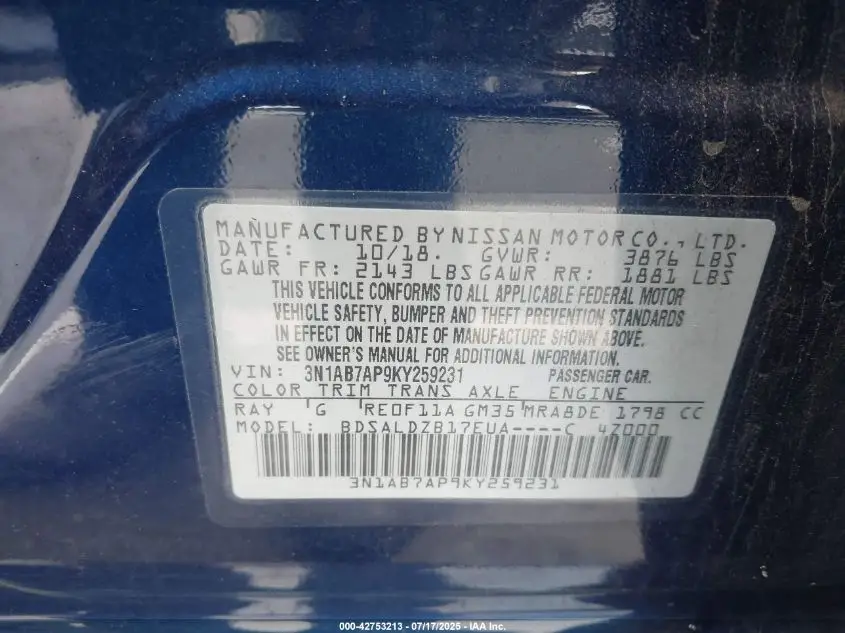 MANUFACTURED BY NISSAN MOTOR CO., LTD.
DATE: 10/18. GVWR: 3876 LBS
GAWR FR: 2143 LBS GAWR RR: 1881 LBS
THIS VEHICLE CONFORMS TO ALL APPLICABLE FEDERAL MOTOR
VEHICLE SAFETY, BUMPER AND THEFT PREVENTION STANDARDS
IN EFFECT ON THE DATE OF MANUFACTURE SHOWN ABOVE.
SEE OWNER'S MANUAL FOR ADDITIONAL INFORMATION.
VIN: 3N1AB7AP9KY259231 PASSENGER CAR.
COLOR TRIM TRANS AXLE ENGINE
RAY G RE0F11A GM35 MRA8DE 1798 CC
MODEL: BDSALDZB17EUA----C 4Z000
3N1AB7AP9KY259231
000-42753213 - 07/17/2025 - IAA Inc.